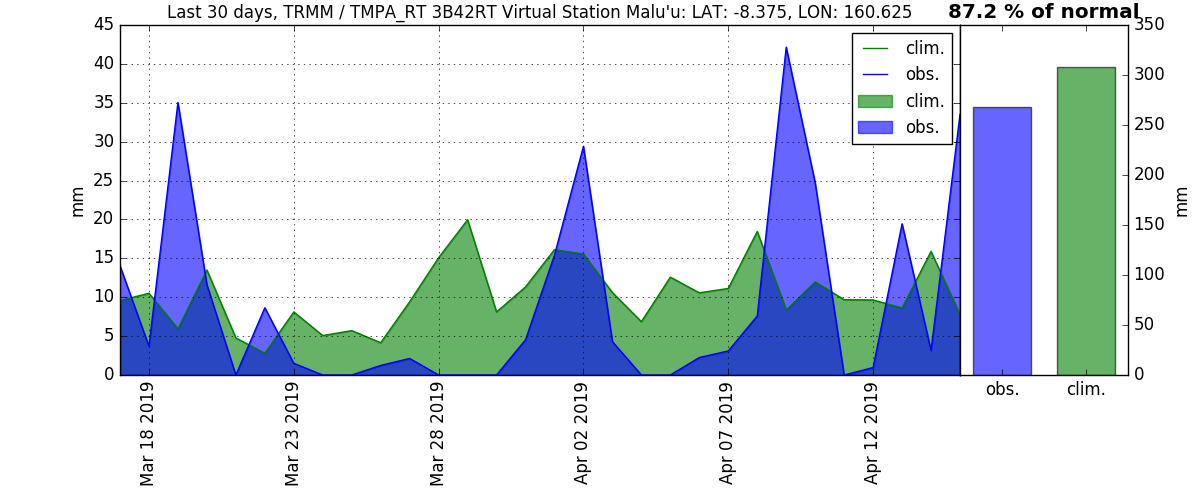 Last 30 days, TRMM / TMPA_RT 3B42RT Virtual Station Malu'u: LAT: -8.375, LON: 160.625
87.2 % of normal
45
40
35
30
25
20
15
10
5
0
mm
clim.
obs.
clim.
obs.
350
300
250
200
150
100
50
0
mm
obs.
clim.
Mar 18 2019
Mar 23 2019
Mar 28 2019
Apr 02 2019
Apr 07 2019
Apr 12 2019